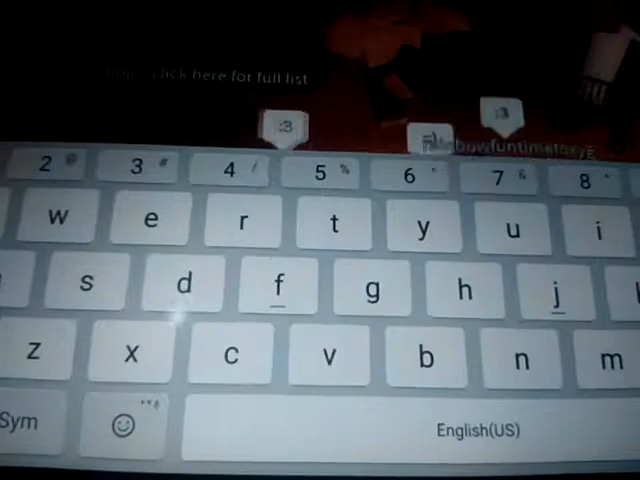 click here for full list
:3
:3
2 @ 3 # 4 / 5 % 6 7 & 8
w e r t y u i
s d f g h j
z x c v b n m
Sym English(US)